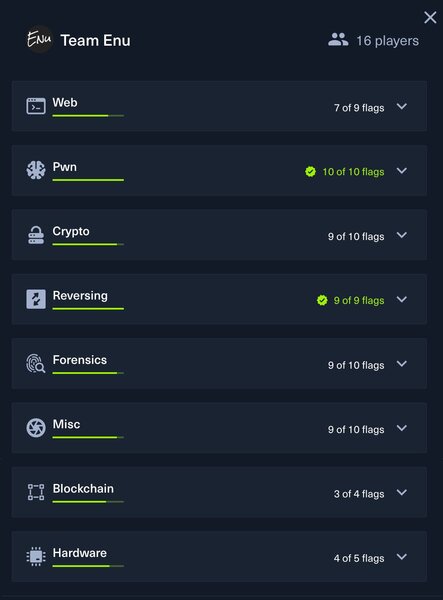 Enu Team Enu 16 players
Web 7 of 9 flags
Pwn 10 of 10 flags
Crypto 9 of 10 flags
Reversing 9 of 9 flags
Forensics 9 of 10 flags
Misc 9 of 10 flags
Blockchain 3 of 4 flags
Hardware 4 of 5 flags